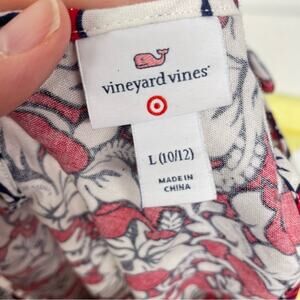 vineyard vines®
L (10/12)
MADE IN
CHINA